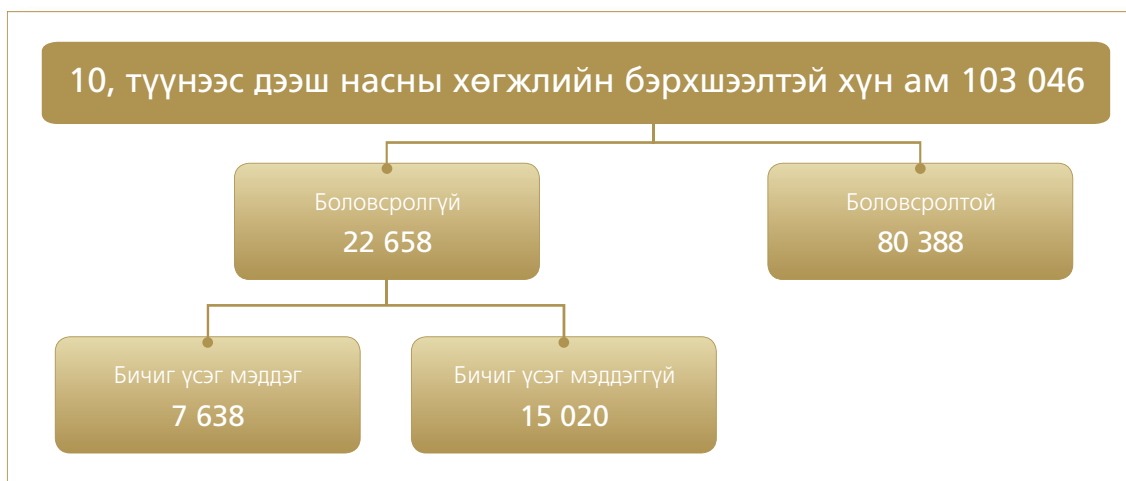 10, түүнээс дээш насны хөгжлийн бэрхшээлтэй хүн ам 103 046
Боловсролгүй
22 658
Боловсролтой
80 388
Бичиг үсэг мэддэг
7 638
Бичиг үсэг мэддэггүй
15 020